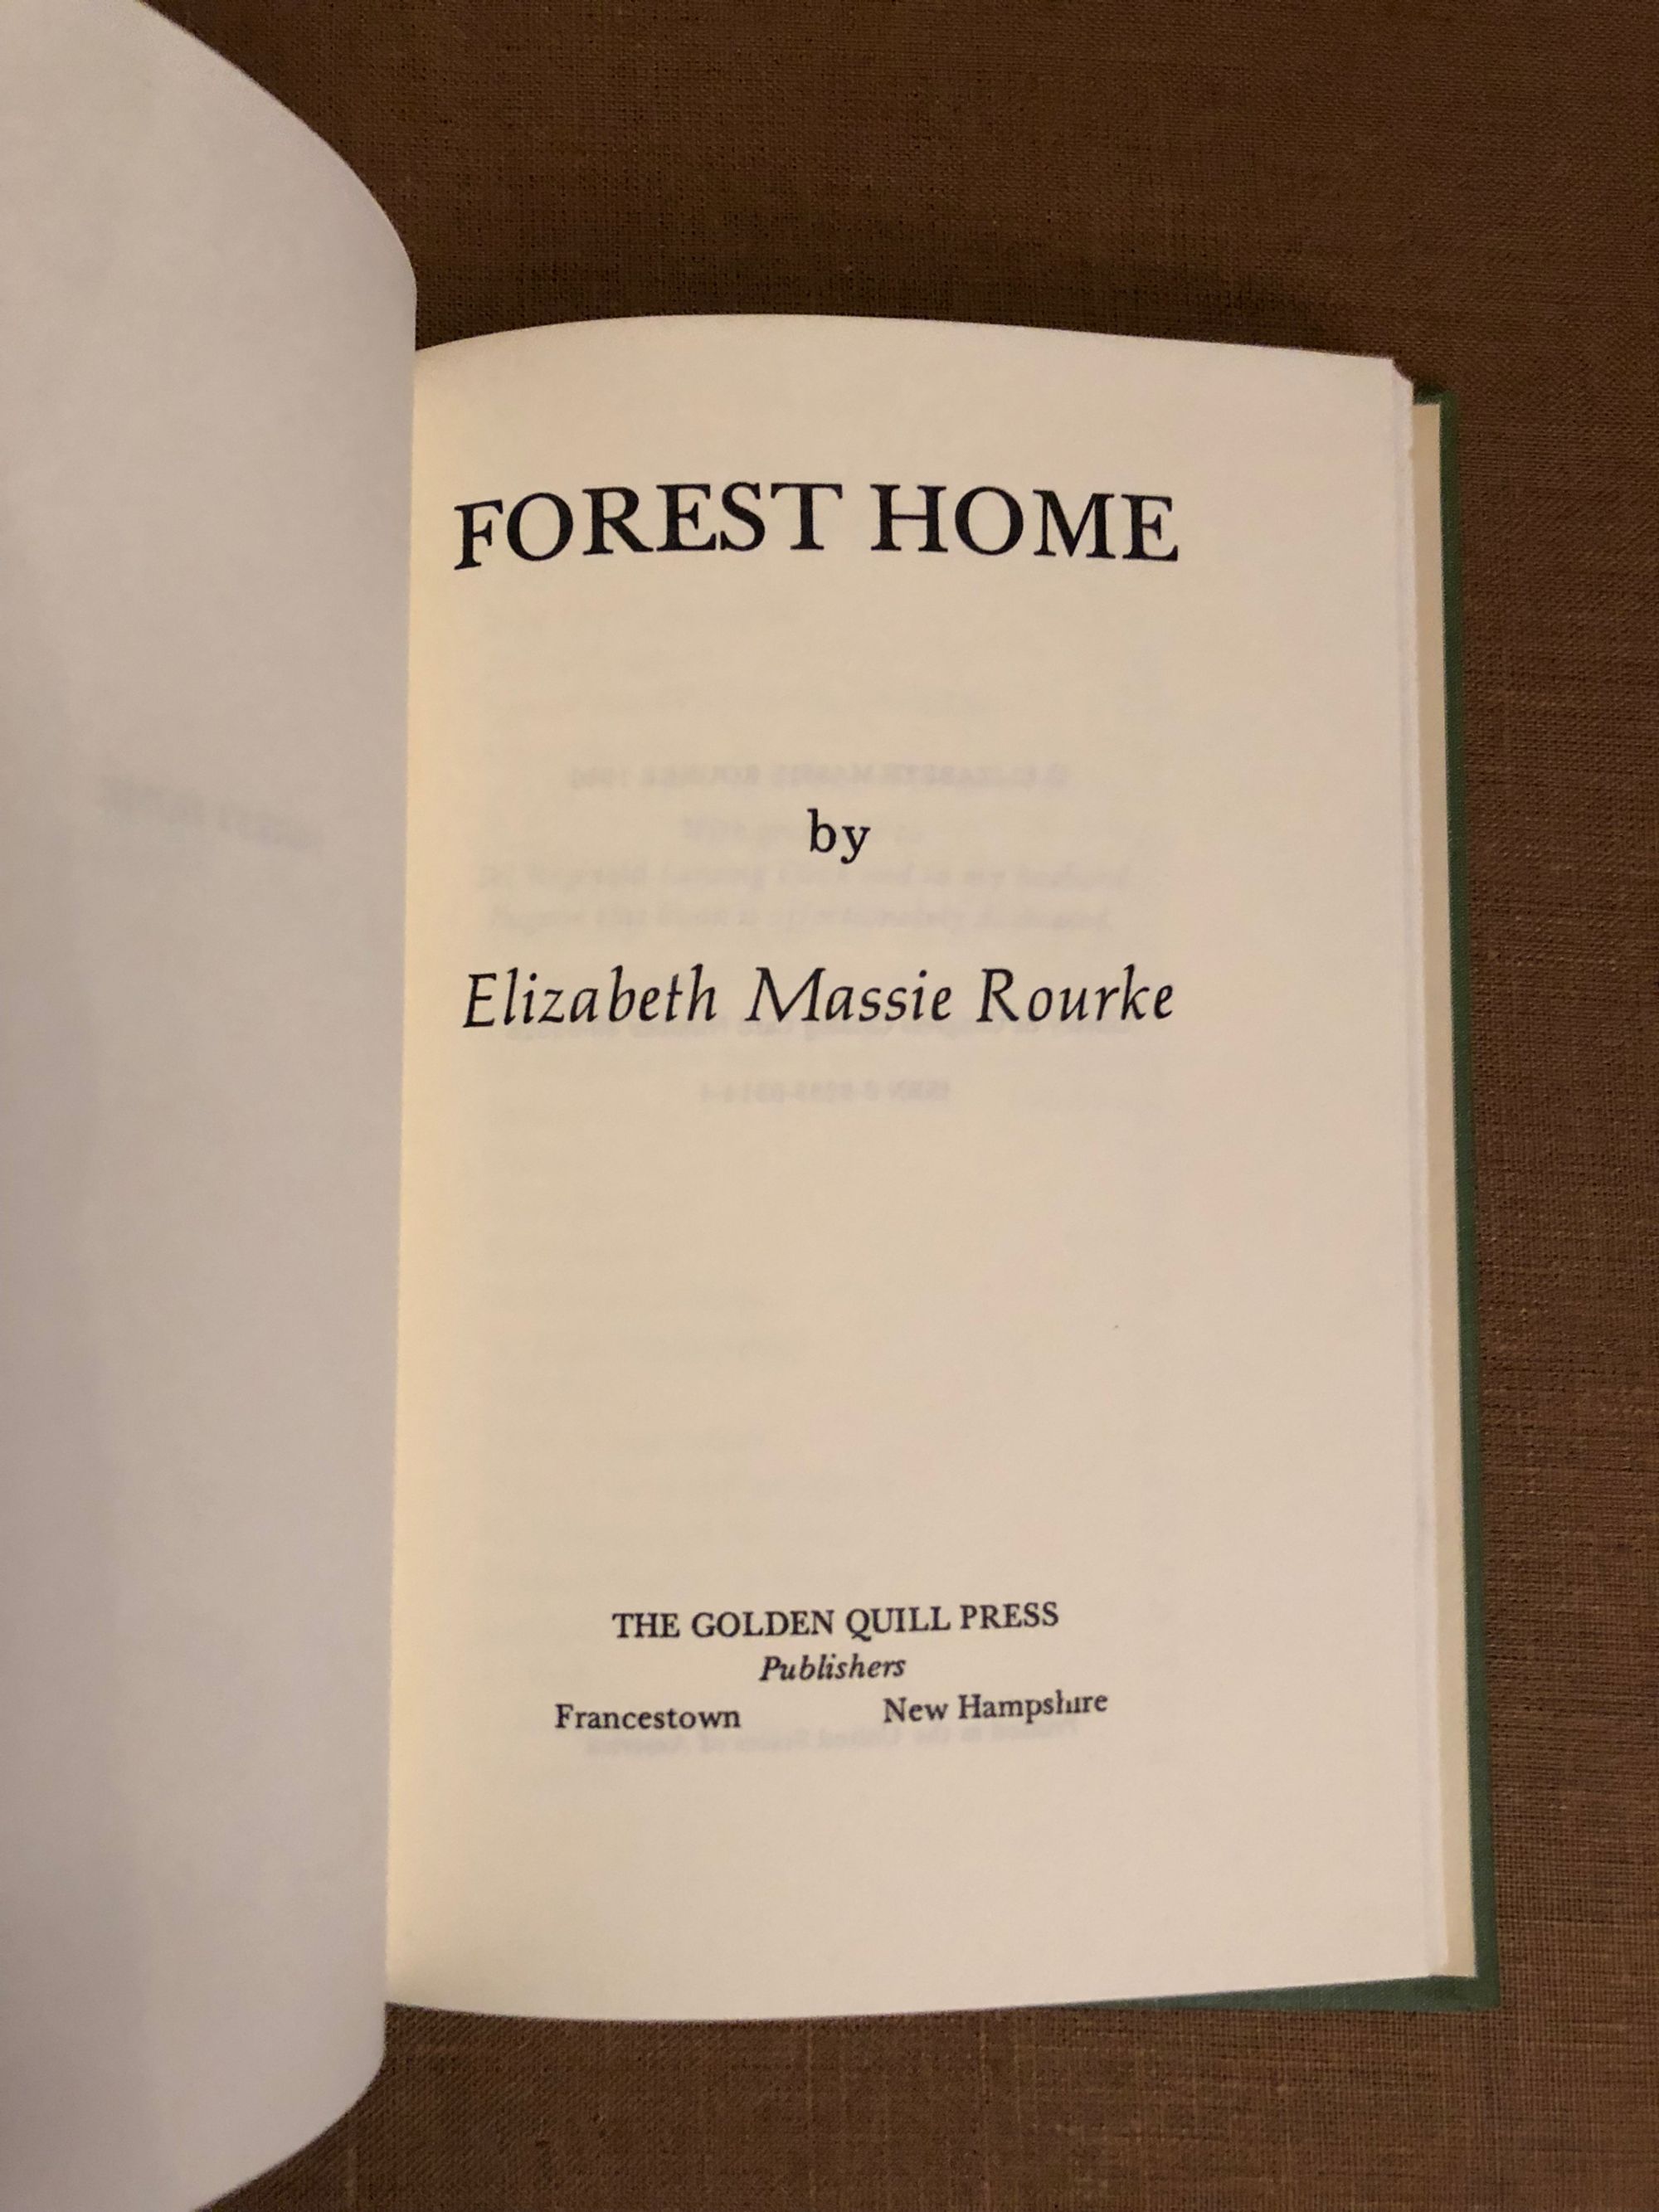 FOREST HOME
by
Elizabeth Massie Rourke
THE GOLDEN QUILL PRESS
Publishers
Francestown New Hampshire